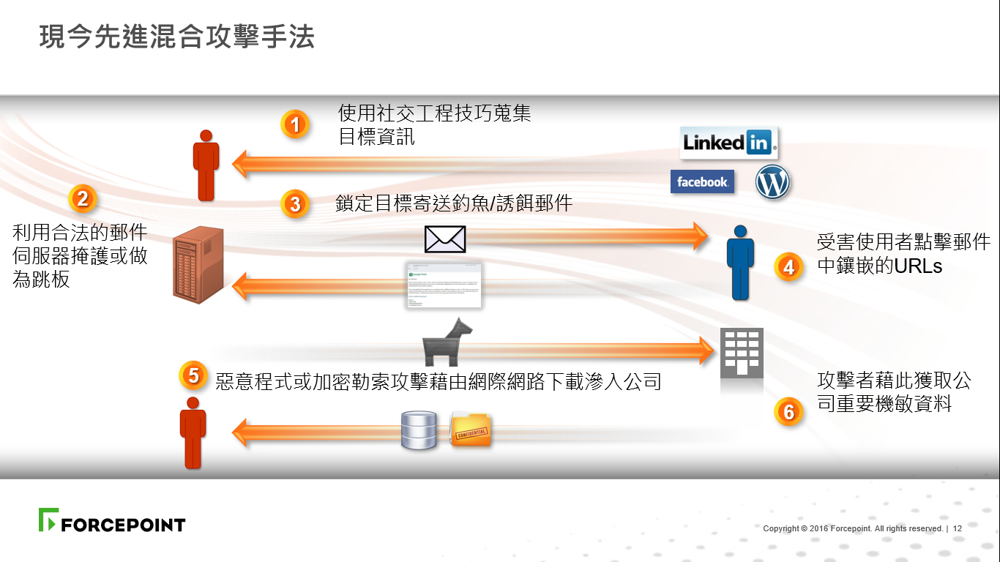 現今先進混合攻擊手法
1
使用社交工程技巧蒐集
目標資訊
Linked in
facebook
2
利用合法的郵件
伺服器掩護或做
為跳板
3
鎖定目標寄送釣魚/誘餌郵件
4
受害使用者點擊郵件
中鑲嵌的URLs
5
惡意程式或加密勒索攻擊藉由網際網路下載滲入公司
CONFIDENTIAL
6
攻擊者藉此獲取公
司重要機敏資料
FORCEPOINT
Copyright © 2016 Forcepoint. All rights reserved. | 12